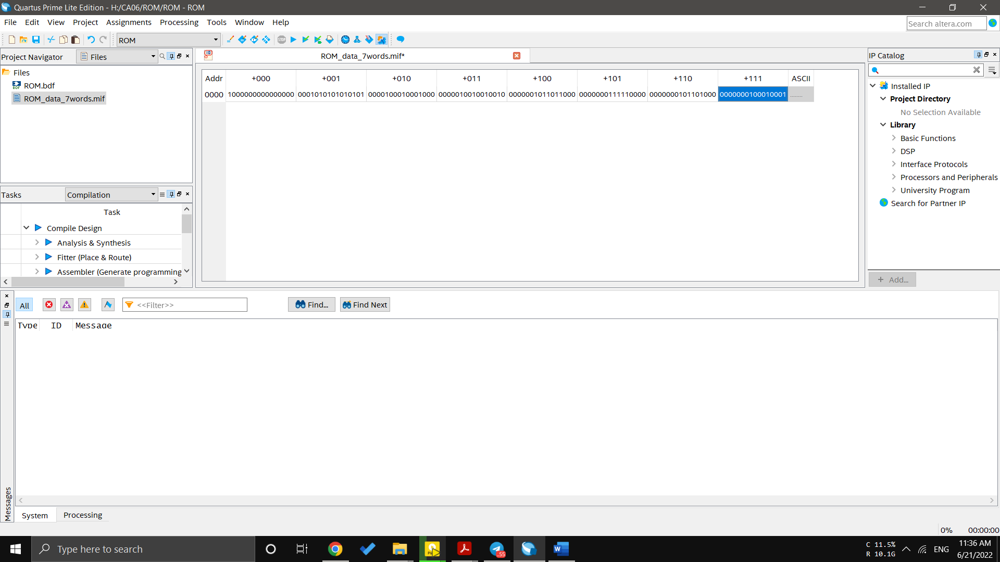 Quartus Prime Lite Edition - H:/CA06/ROM/ROM - ROM
File Edit View Project Assignments Processing Tools Window Help
Search altera.com
ROM
STOP
Project Navigator Files
ROM_data_7words.mif*
IP Catalog
Files
ROM.bdf
ROM_data_7words.mif
Addr +000 +001 +010 +011 +100 +101 +110 +111 ASCII
0000 1000000000000000 0001010101010101 0000100010001000 0000010010010010 0000001011011000 0000000111110000 0000000101101000 0000000100010001 ........
Installed IP
Project Directory
No Selection Available
Library
Basic Functions
DSP
Interface Protocols
Processors and Peripherals
University Program
Search for Partner IP
+ Add...
Tasks Compilation
Task
Compile Design
Analysis & Synthesis
Fitter (Place & Route)
Assembler (Generate programming
All <<Filter>> Find... Find Next
Type ID Message
Messages
System Processing
0% 00:00:00
Type here to search
55
C 11.5%
R 10.1G
ENG
11:36 AM
6/21/2022